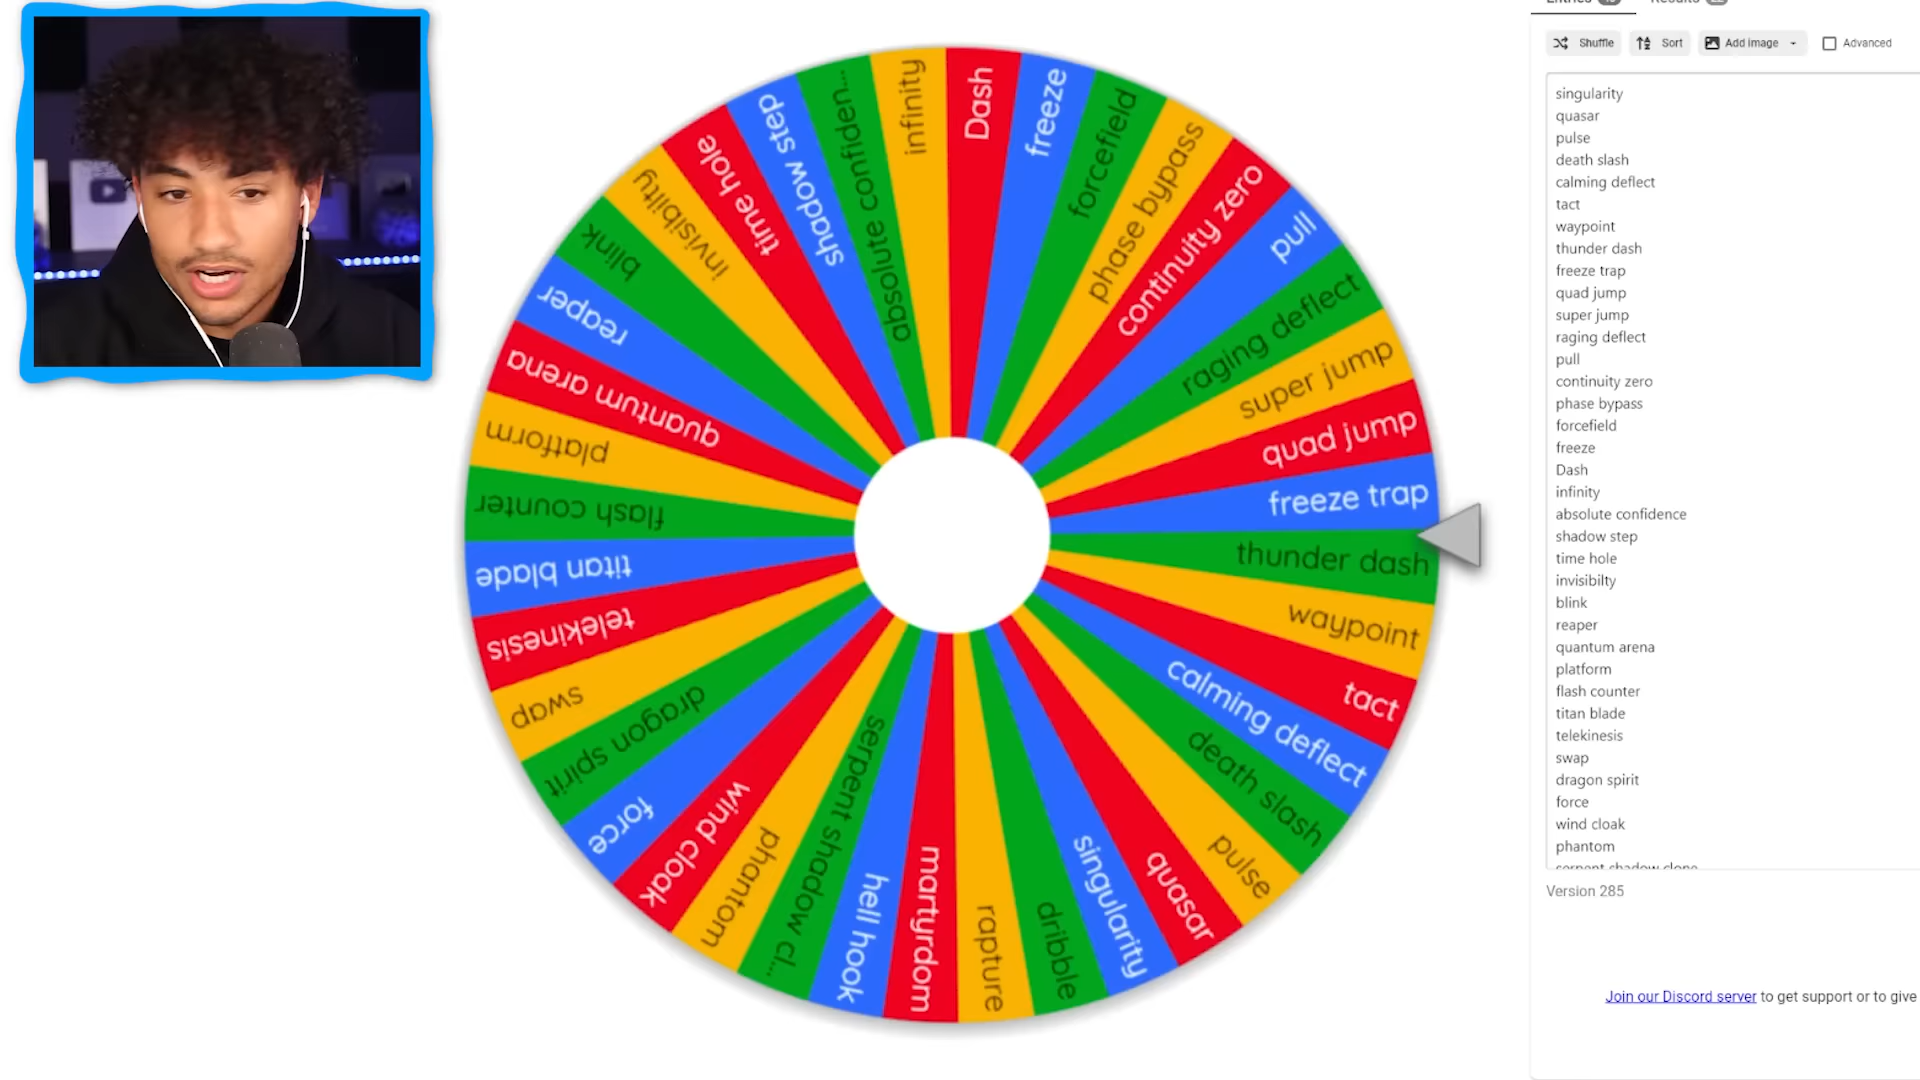 Entries
Results
Shuffle
Sort
Add image
Advanced
singularity
quasar
pulse
death slash
calming deflect
tact
waypoint
thunder dash
freeze trap
quad jump
super jump
raging deflect
pull
continuity zero
phase bypass
forcefield
freeze
Dash
infinity
absolute confidence
shadow step
time hole
invisibilty
blink
reaper
quantum arena
platform
flash counter
titan blade
telekinesis
swap
dragon spirit
force
wind cloak
phantom
serpent shadow clone
Version 285
Join our Discord server to get support or to give
Dash
freeze
forcefield
phase bypass
continuity zero
pull
raging deflect
super jump
quad jump
freeze trap
thunder dash
waypoint
tact
calming deflect
death slash
pulse
quasar
singularity
dribble
rapture
martyrdom
hell hook
serpent shadow cl...
phantom
wind cloak
force
dragon spirit
swap
telekinesis
titan blade
flash counter
platform
quantum arena
reaper
blink
invisibilty
time hole
shadow step
absolute confiden...
infinity